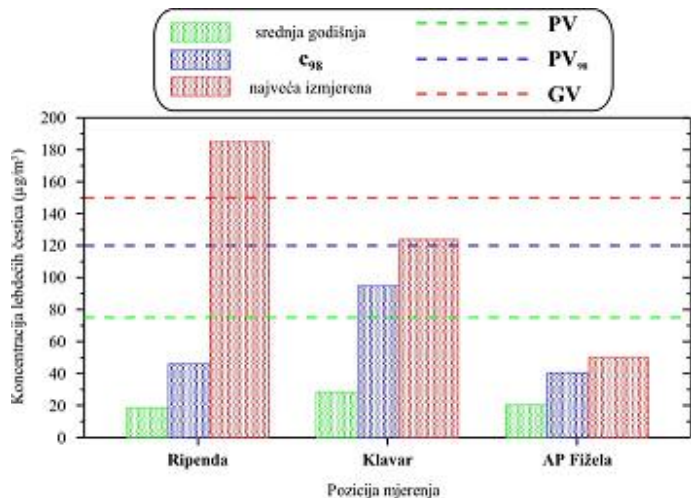 srednja godišnja
c98
najveća izmjerena
PV
PV98
GV
Koncentracija lebdećih čestica (µg/m³)
200
180
160
140
120
100
80
60
40
20
0
Ripenda
Klavar
AP Fižela
Pozicija mjerenja